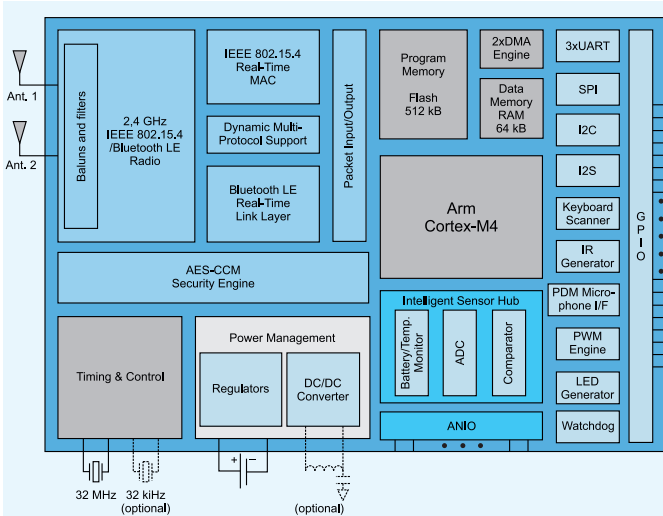 Ant. 1
Ant. 2
Baluns and filters
2,4 GHz
IEEE 802.15.4
/Bluetooth LE
Radio
IEEE 802.15.4
Real-Time
MAC
Dynamic Multi-
Protocol Support
Bluetooth LE
Real-Time
Link Layer
Packet Input/Output
AES-CCM
Security Engine
Timing & Control
Power Management
Regulators
DC/DC
Converter
32 MHz
32 kiHz
(optional)
+
−
(optional)
Program
Memory
Flash
512 kB
2xDMA
Engine
Data
Memory
RAM
64 kB
Arm
Cortex-M4
Intelligent Sensor Hub
Battery/Temp.
Monitor
ADC
Comparator
ANIO
3xUART
SPI
I2C
I2S
Keyboard
Scanner
IR
Generator
PDM Micro-
phone I/F
PWM
Engine
LED
Generator
Watchdog
GPIO